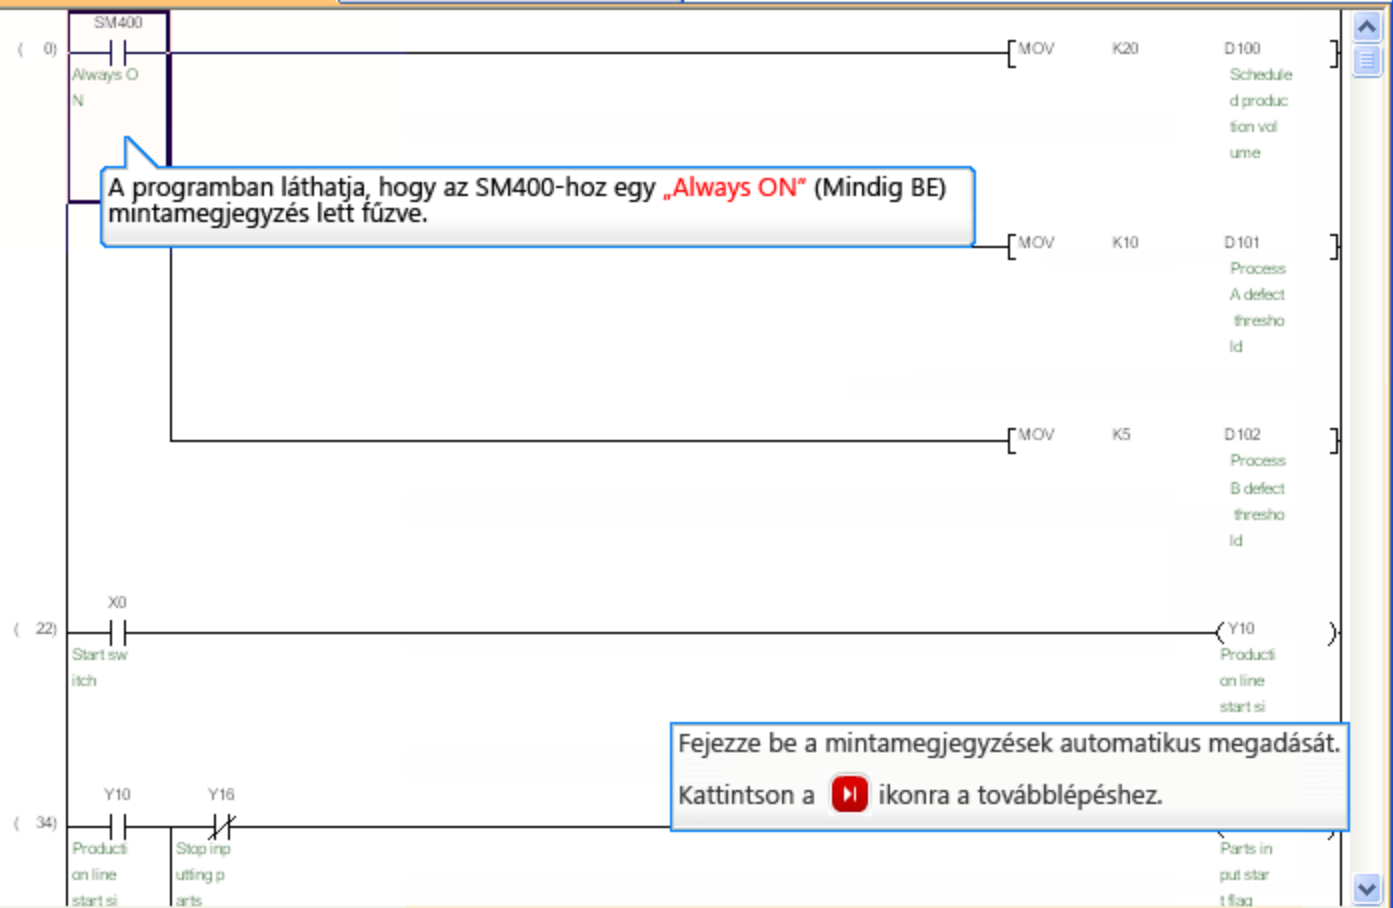 SM400
( 0) MOV K20 D100
Always O
N
Schedule
d produc
tion vol
ume
A programban láthatja, hogy az SM400-hoz egy „Always ON” (Mindig BE)
mintamegjegyzés lett fűzve.
MOV K10 D101
Process
A defect
thresho
ld
MOV K5 D102
Process
B defect
thresho
ld
X0
( 22) Y10
Start sw
itch
Producti
on line
start si
Fejezze be a mintamegjegyzések automatikus megadását.
Kattintson a ikonra a továbblépéshez.
Y10 Y16
( 34)
Producti
on line
start si
Stop inp
utting p
arts
Parts in
put star
t flag